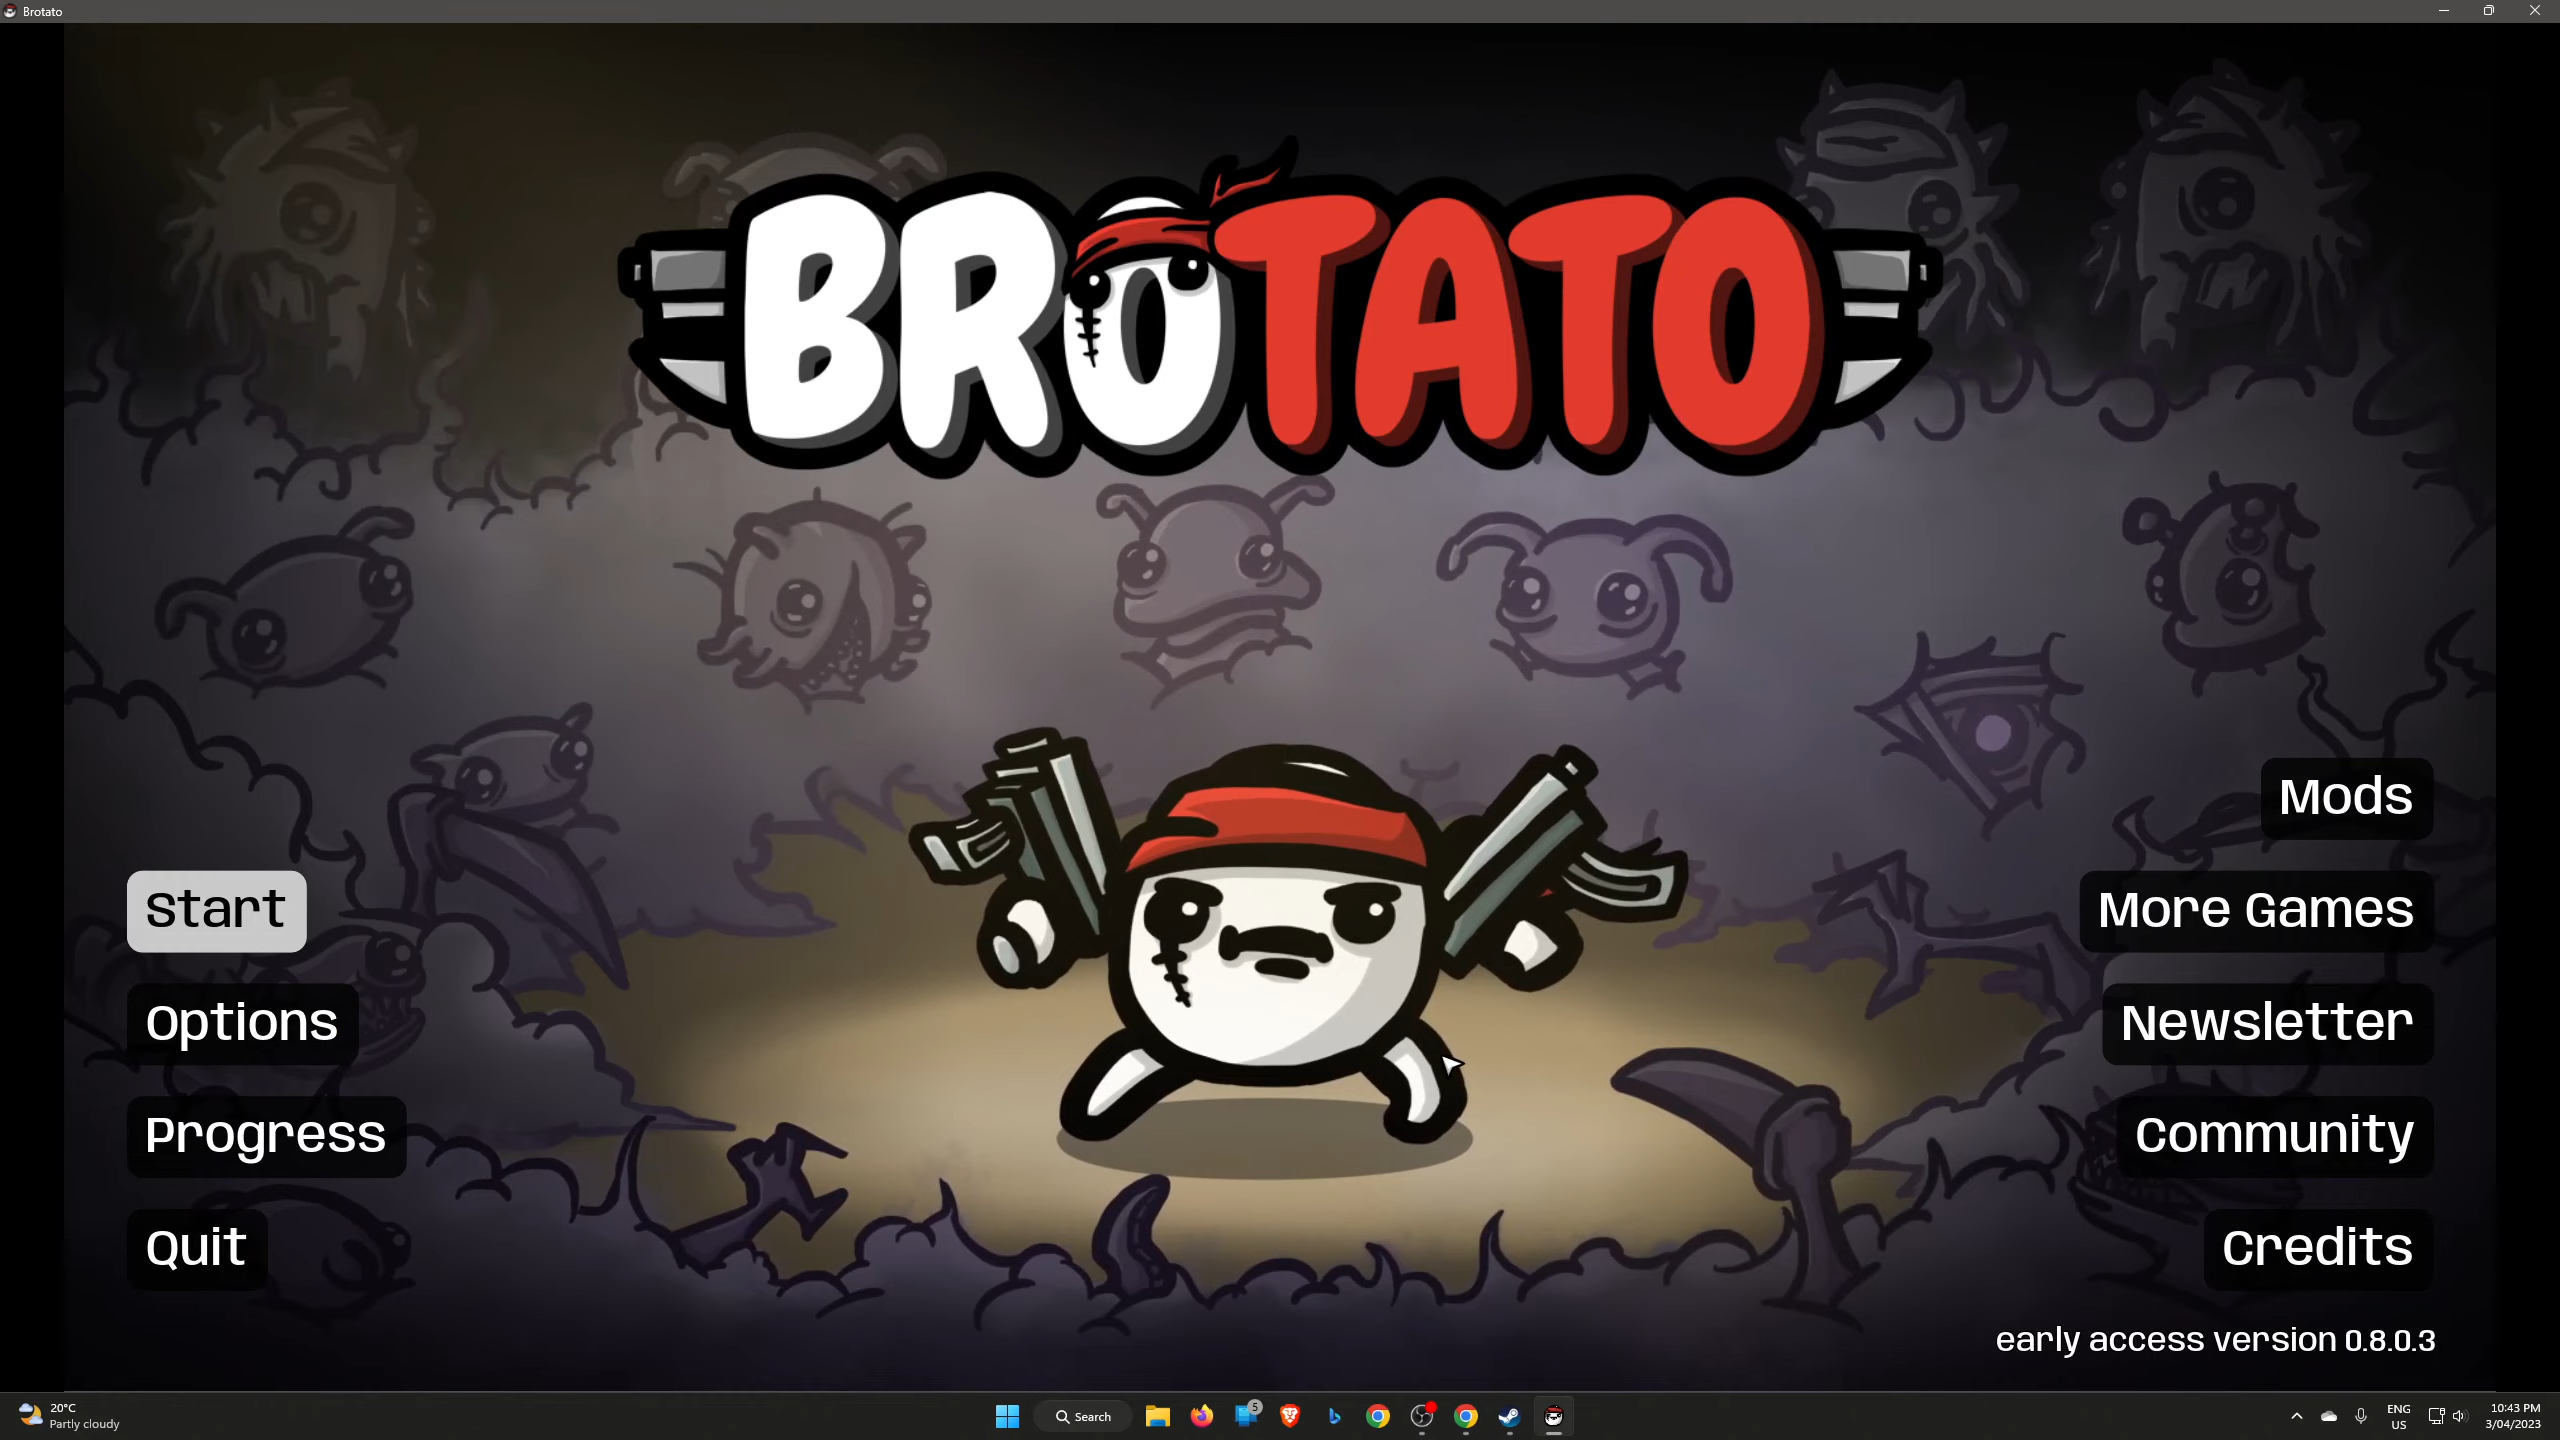 Brotato
BROTATO
Mods
Start
More Games
Options
Newsletter
Progress
Community
Quit
Credits
early access version 0.8.0.3
20°C
Partly cloudy
Search
5
ENG
US
10:43 PM
3/04/2023